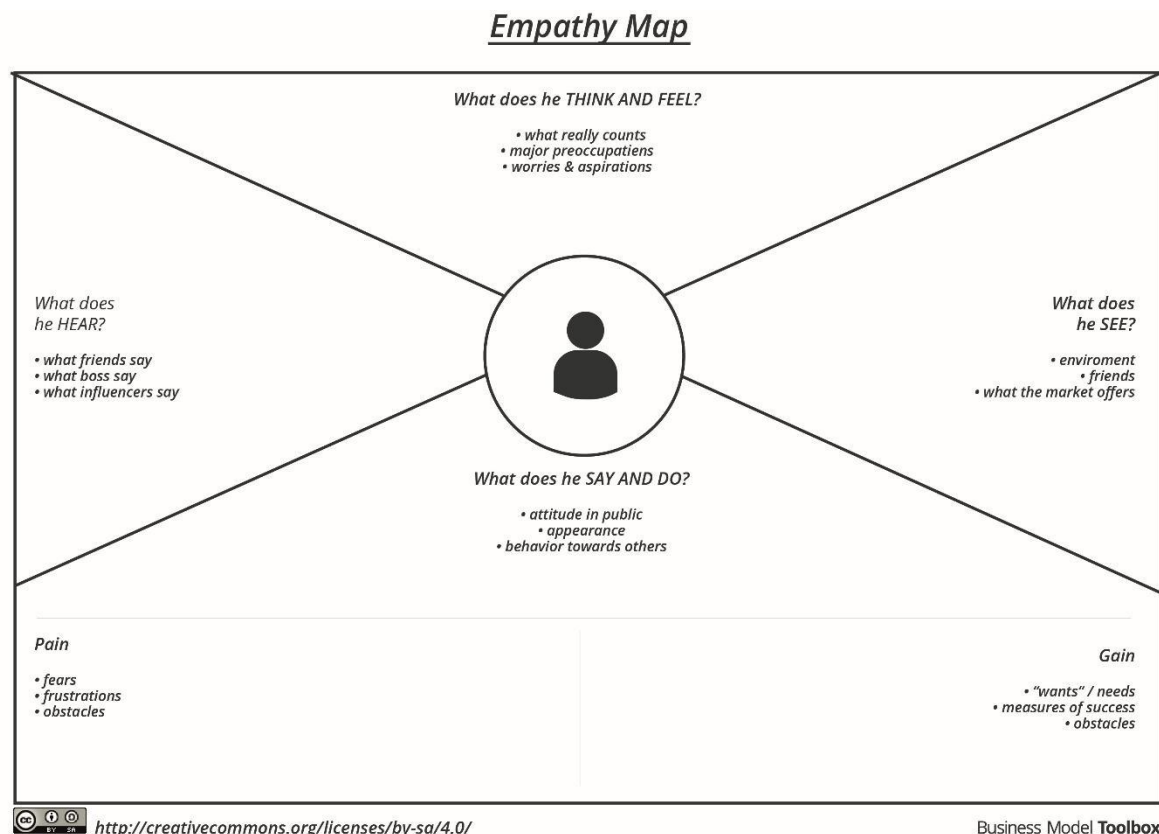 Empathy Map
What does he THINK AND FEEL?
• what really counts
• major preoccupatiens
• worries & aspirations
What does
he HEAR?
• what friends say
• what boss say
• what influencers say
What does
he SEE?
• enviroment
• friends
• what the market offers
What does he SAY AND DO?
• attitude in public
• appearance
• behavior towards others
Pain
• fears
• frustrations
• obstacles
Gain
• “wants” / needs
• measures of success
• obstacles
cc BY SA
http://creativecommons.org/licenses/by-sa/4.0/
Business Model Toolbox